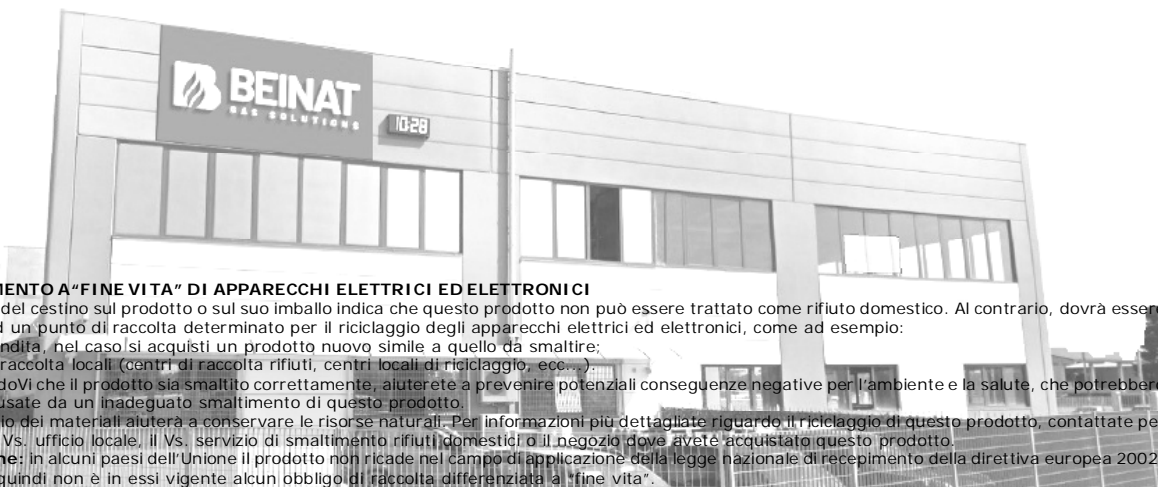 BEINAT
GAS SOLUTIONS
10:28
MENTO A “FINE VITA” DI APPARECCHI ELETTRICI ED ELETTRONICI
del cestino sul prodotto o sul suo imballo indica che questo prodotto non può essere trattato come rifiuto domestico. Al contrario, dovrà essere
d un punto di raccolta determinato per il riciclaggio degli apparecchi elettrici ed elettronici, come ad esempio:
ndita, nel caso si acquisti un prodotto nuovo simile a quello da smaltire;
raccolta locali (centri di raccolta rifiuti, centri locali di riciclaggio, ecc...).
doVi che il prodotto sia smaltito correttamente, aiuterete a prevenire potenziali conseguenze negative per l’ambiente e la salute, che potrebbero
usate da un inadeguato smaltimento di questo prodotto.
io dei materiali aiuterà a conservare le risorse naturali. Per informazioni più dettagliate riguardo il riciclaggio di questo prodotto, contattate pe
Vs. ufficio locale, il Vs. servizio di smaltimento rifiuti domestici o il negozio dove avete acquistato questo prodotto.
ne: in alcuni paesi dell’Unione il prodotto non ricade nel campo di applicazione della legge nazionale di recepimento della direttiva europea 2002
quindi non è in essi vigente alcun obbligo di raccolta differenziata a “fine vita”.